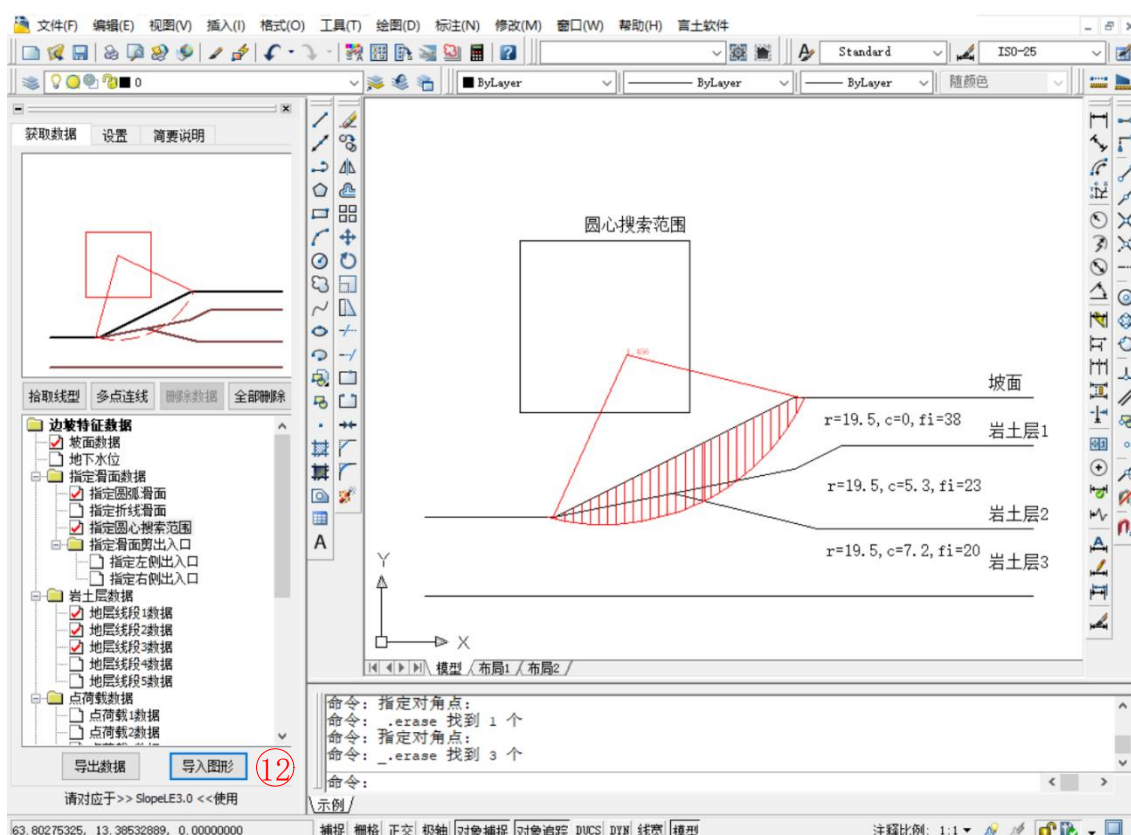 文件(F) 编辑(E) 视图(V) 插入(I) 格式(O) 工具(T) 绘图(D) 标注(N) 修改(M) 窗口(W) 帮助(H) 言土软件
Standard ISO-25
0 ByLayer ByLayer ByLayer 随颜色
获取数据 设置 简要说明
拾取线型 多点连线 删除数据 全部删除
边坡特征数据
坡面数据
地下水位
指定滑面数据
指定圆弧滑面
指定折线滑面
指定圆心搜索范围
指定滑面剪出入口
指定左侧出入口
指定右侧出入口
岩土层数据
地层线段1数据
地层线段2数据
地层线段3数据
地层线段4数据
地层线段5数据
点荷载数据
点荷载1数据
点荷载2数据
导出数据 导入图形 ⑫
请对应于>> SlopeLE3.0 <<使用
圆心搜索范围
坡面
r=19.5,c=0,fi=38
岩土层1
r=19.5,c=5.3,fi=23
岩土层2
r=19.5,c=7.2,fi=20
岩土层3
Y
X
模型 布局1 布局2
命令: 指定对角点:
命令: _.erase 找到 1 个
命令: 指定对角点:
命令: _.erase 找到 3 个
命令:
示例
63.80275325, 13.38532889, 0.00000000 捕捉 栅格 正交 极轴 对象捕捉 对象追踪 DUCS DYN 线宽 模型 注释比例: 1:1